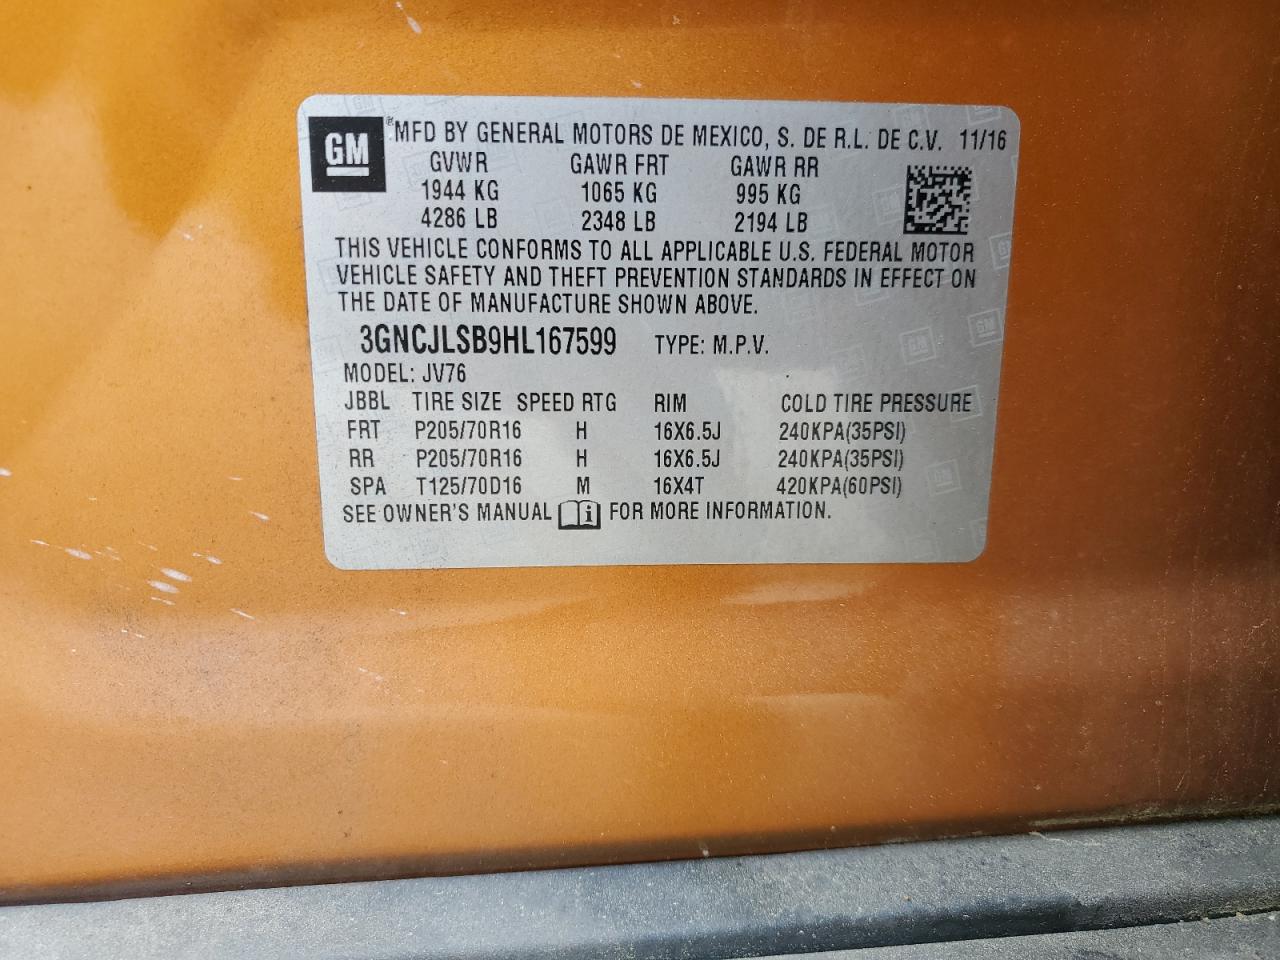 GM ® MFD BY GENERAL MOTORS DE MEXICO, S. DE R.L. DE C.V. 11/16
GVWR GAWR FRT GAWR RR
1944 KG 1065 KG 995 KG
4286 LB 2348 LB 2194 LB
THIS VEHICLE CONFORMS TO ALL APPLICABLE U.S. FEDERAL MOTOR
VEHICLE SAFETY AND THEFT PREVENTION STANDARDS IN EFFECT ON
THE DATE OF MANUFACTURE SHOWN ABOVE.
3GNCJLSB9HL167599 TYPE: M.P.V.
MODEL: JV76
JBBL TIRE SIZE SPEED RTG RIM COLD TIRE PRESSURE
FRT P205/70R16 H 16X6.5J 240KPA(35PSI)
RR P205/70R16 H 16X6.5J 240KPA(35PSI)
SPA T125/70D16 M 16X4T 420KPA(60PSI)
SEE OWNER'S MANUAL i FOR MORE INFORMATION.